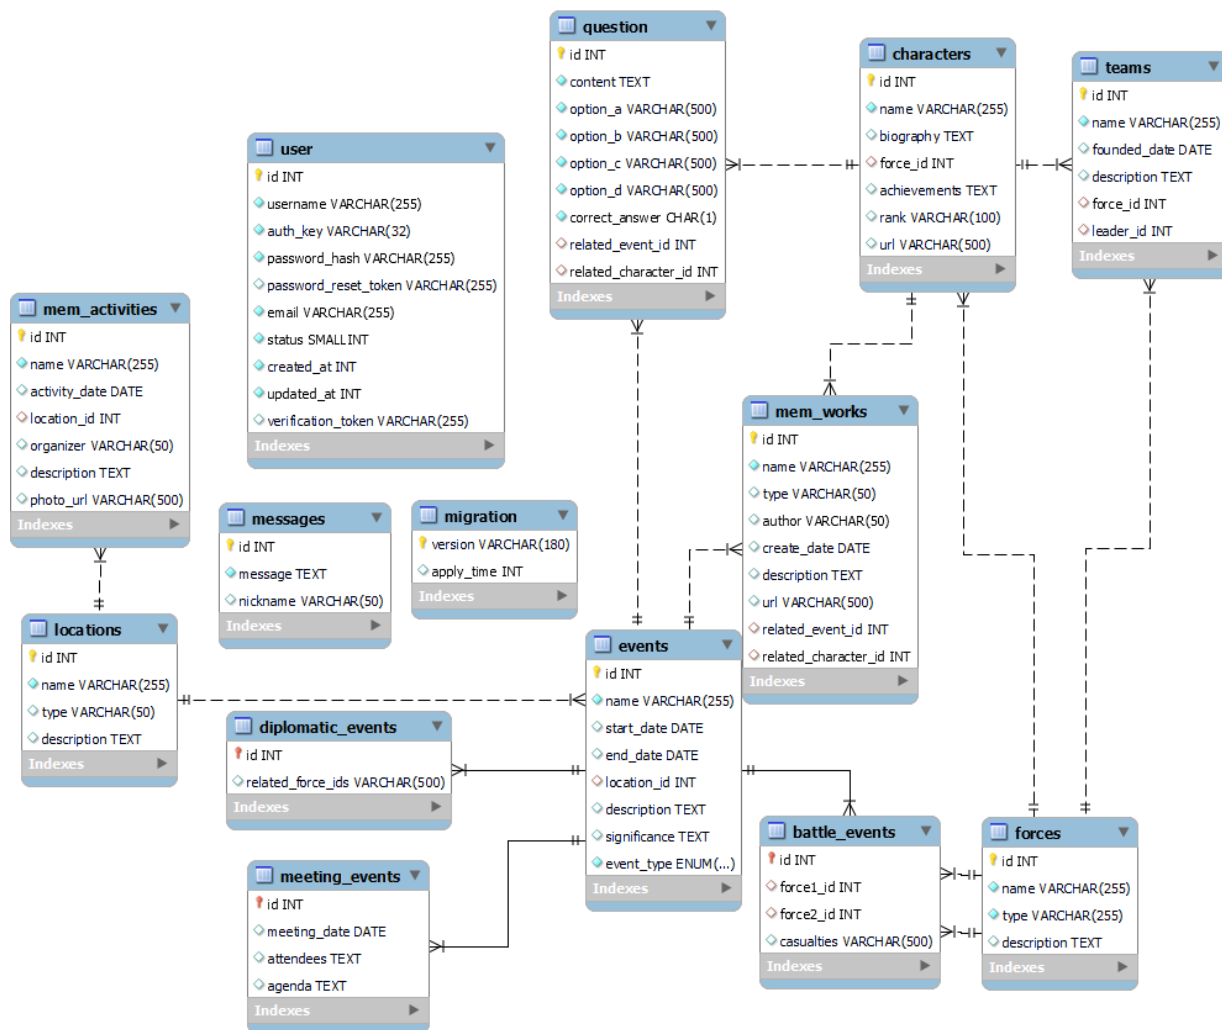 question
id INT
content TEXT
option_a VARCHAR(500)
option_b VARCHAR(500)
option_c VARCHAR(500)
option_d VARCHAR(500)
correct_answer CHAR(1)
related_event_id INT
related_character_id INT
Indexes
characters
id INT
name VARCHAR(255)
biography TEXT
force_id INT
achievements TEXT
rank VARCHAR(100)
url VARCHAR(500)
Indexes
teams
id INT
name VARCHAR(255)
founded_date DATE
description TEXT
force_id INT
leader_id INT
Indexes
user
id INT
username VARCHAR(255)
auth_key VARCHAR(32)
password_hash VARCHAR(255)
password_reset_token VARCHAR(255)
email VARCHAR(255)
status SMALLINT
created_at INT
updated_at INT
verification_token VARCHAR(255)
Indexes
mem_activities
id INT
name VARCHAR(255)
activity_date DATE
location_id INT
organizer VARCHAR(50)
description TEXT
photo_url VARCHAR(500)
Indexes
mem_works
id INT
name VARCHAR(255)
type VARCHAR(50)
author VARCHAR(50)
create_date DATE
description TEXT
url VARCHAR(500)
related_event_id INT
related_character_id INT
Indexes
messages
id INT
message TEXT
nickname VARCHAR(50)
Indexes
migration
version VARCHAR(180)
apply_time INT
Indexes
locations
id INT
name VARCHAR(255)
type VARCHAR(50)
description TEXT
Indexes
events
id INT
name VARCHAR(255)
start_date DATE
end_date DATE
location_id INT
description TEXT
significance TEXT
event_type ENUM(...)
Indexes
diplomatic_events
id INT
related_force_ids VARCHAR(500)
Indexes
battle_events
id INT
force1_id INT
force2_id INT
casualties VARCHAR(500)
Indexes
forces
id INT
name VARCHAR(255)
type VARCHAR(255)
description TEXT
Indexes
meeting_events
id INT
meeting_date DATE
attendees TEXT
agenda TEXT
Indexes